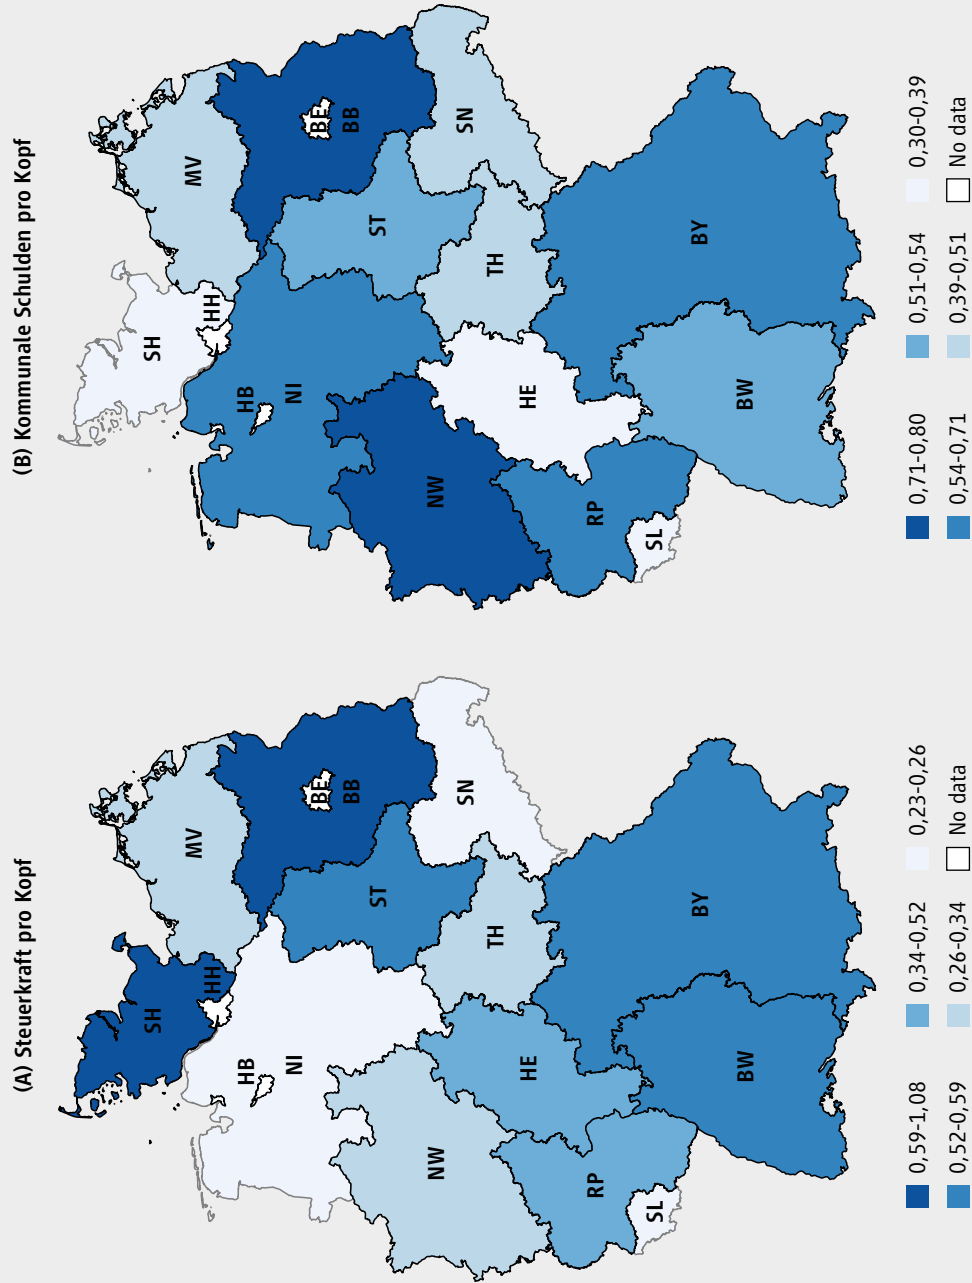 (A) Steuerkraft pro Kopf
SH
HH
MV
HB
NI
BE
BB
ST
NW
SN
TH
HE
RP
SL
BW
BY
0,59-1,08
0,34-0,52
0,23-0,26
0,52-0,59
0,26-0,34
No data
(B) Kommunale Schulden pro Kopf
SH
HH
MV
HB
NI
BE
BB
ST
NW
SN
TH
HE
RP
SL
BW
BY
0,71-0,80
0,51-0,54
0,30-0,39
0,54-0,71
0,39-0,51
No data